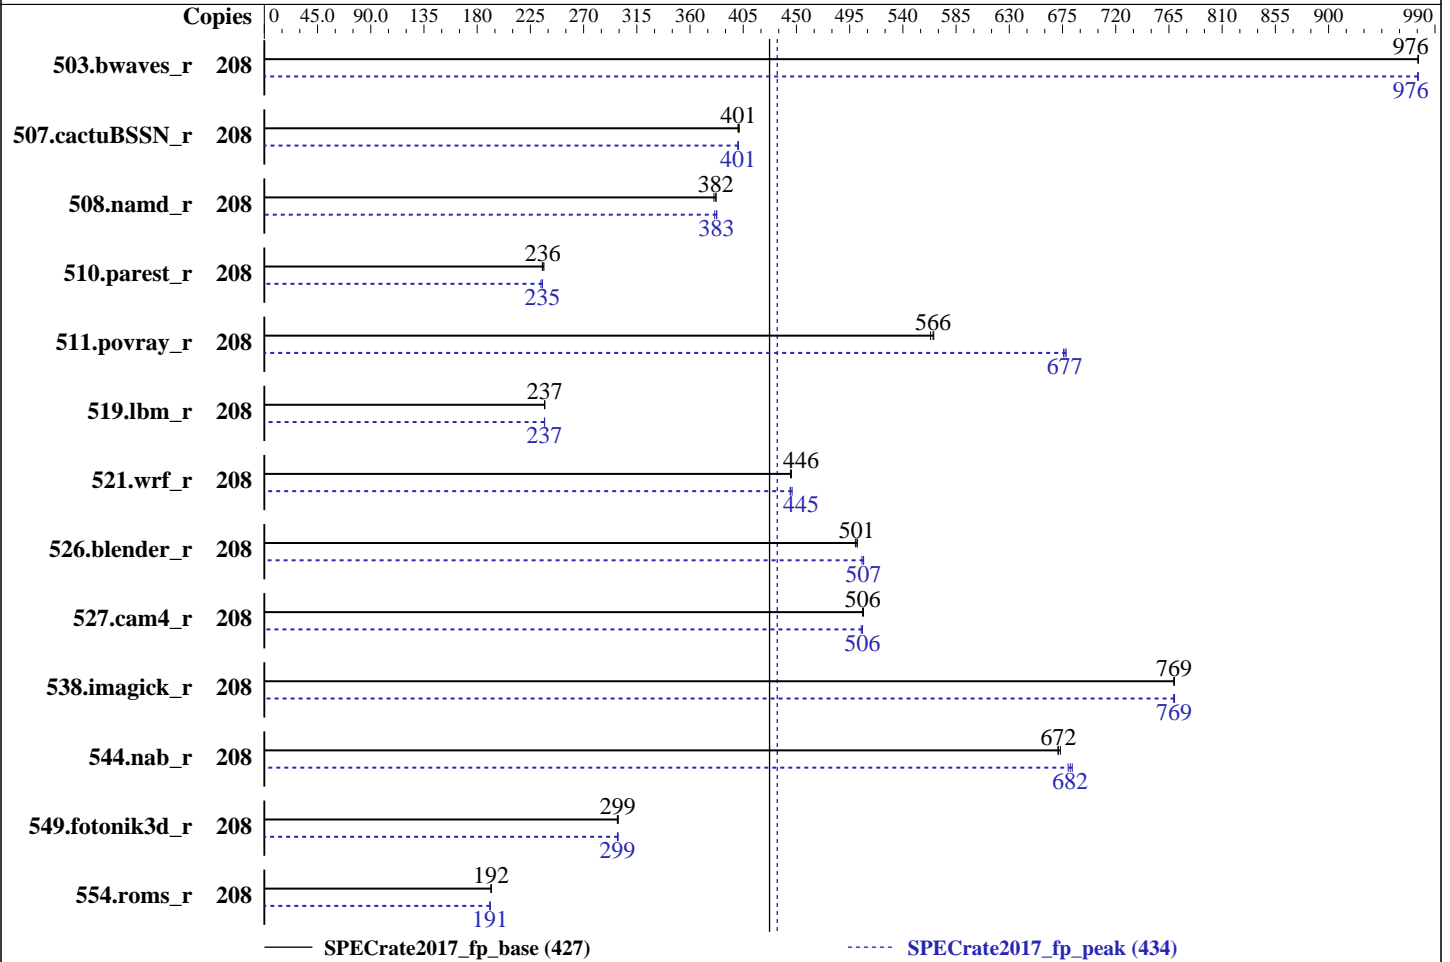 Copies 0 45.0 90.0 135 180 225 270 315 360 405 450 495 540 585 630 675 720 765 810 855 900 990
976
503.bwaves_r 208
976
401
507.cactuBSSN_r 208
401
382
508.namd_r 208
383
236
510.parest_r 208
235
566
511.povray_r 208
677
237
519.lbm_r 208
237
446
521.wrf_r 208
445
501
526.blender_r 208
507
506
527.cam4_r 208
506
769
538.imagick_r 208
769
672
544.nab_r 208
682
299
549.fotonik3d_r 208
299
192
554.roms_r 208
191
SPECrate2017_fp_base (427) SPECrate2017_fp_peak (434)